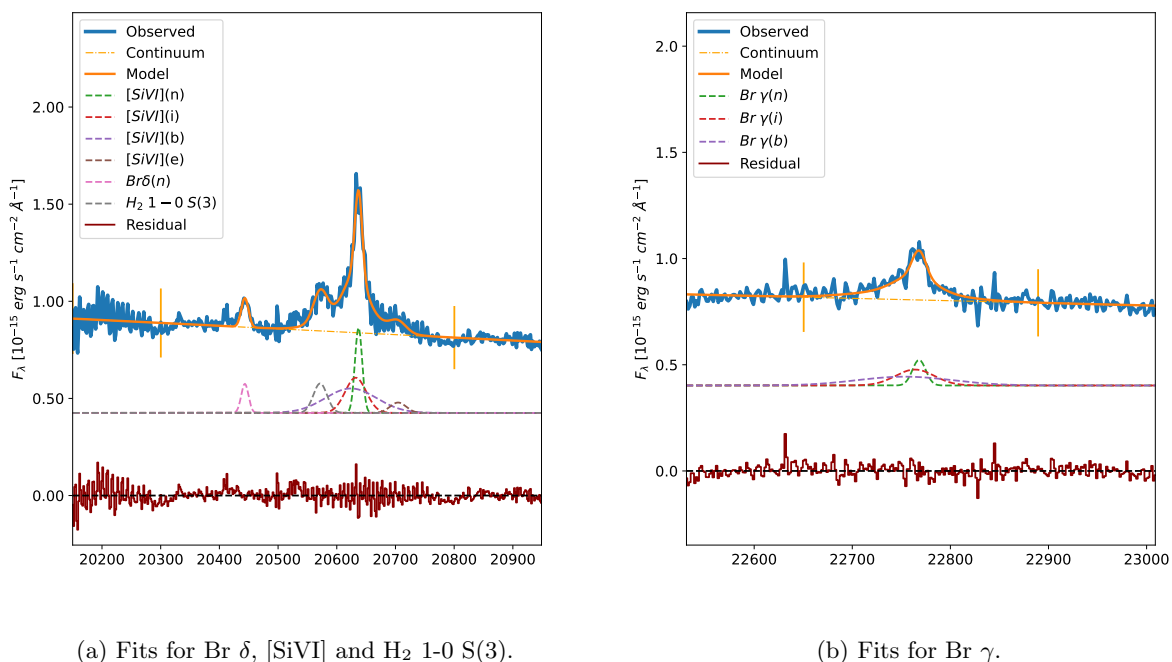 Observed
Continuum
Model
[SiVI](n)
[SiVI](i)
[SiVI](b)
[SiVI](e)
Brδ(n)
H₂ 1−0 S(3)
Residual
2.00
1.50
1.00
0.50
0.00
F_λ [10⁻¹⁵ erg s⁻¹ cm⁻² Å⁻¹]
20200 20300 20400 20500 20600 20700 20800 20900
(a) Fits for Br δ, [SiVI] and H₂ 1-0 S(3).
Observed
Continuum
Model
Br γ(n)
Br γ(i)
Br γ(b)
Residual
2.0
1.5
1.0
0.5
0.0
F_λ [10⁻¹⁵ erg s⁻¹ cm⁻² Å⁻¹]
22600 22700 22800 22900 23000
(b) Fits for Br γ.